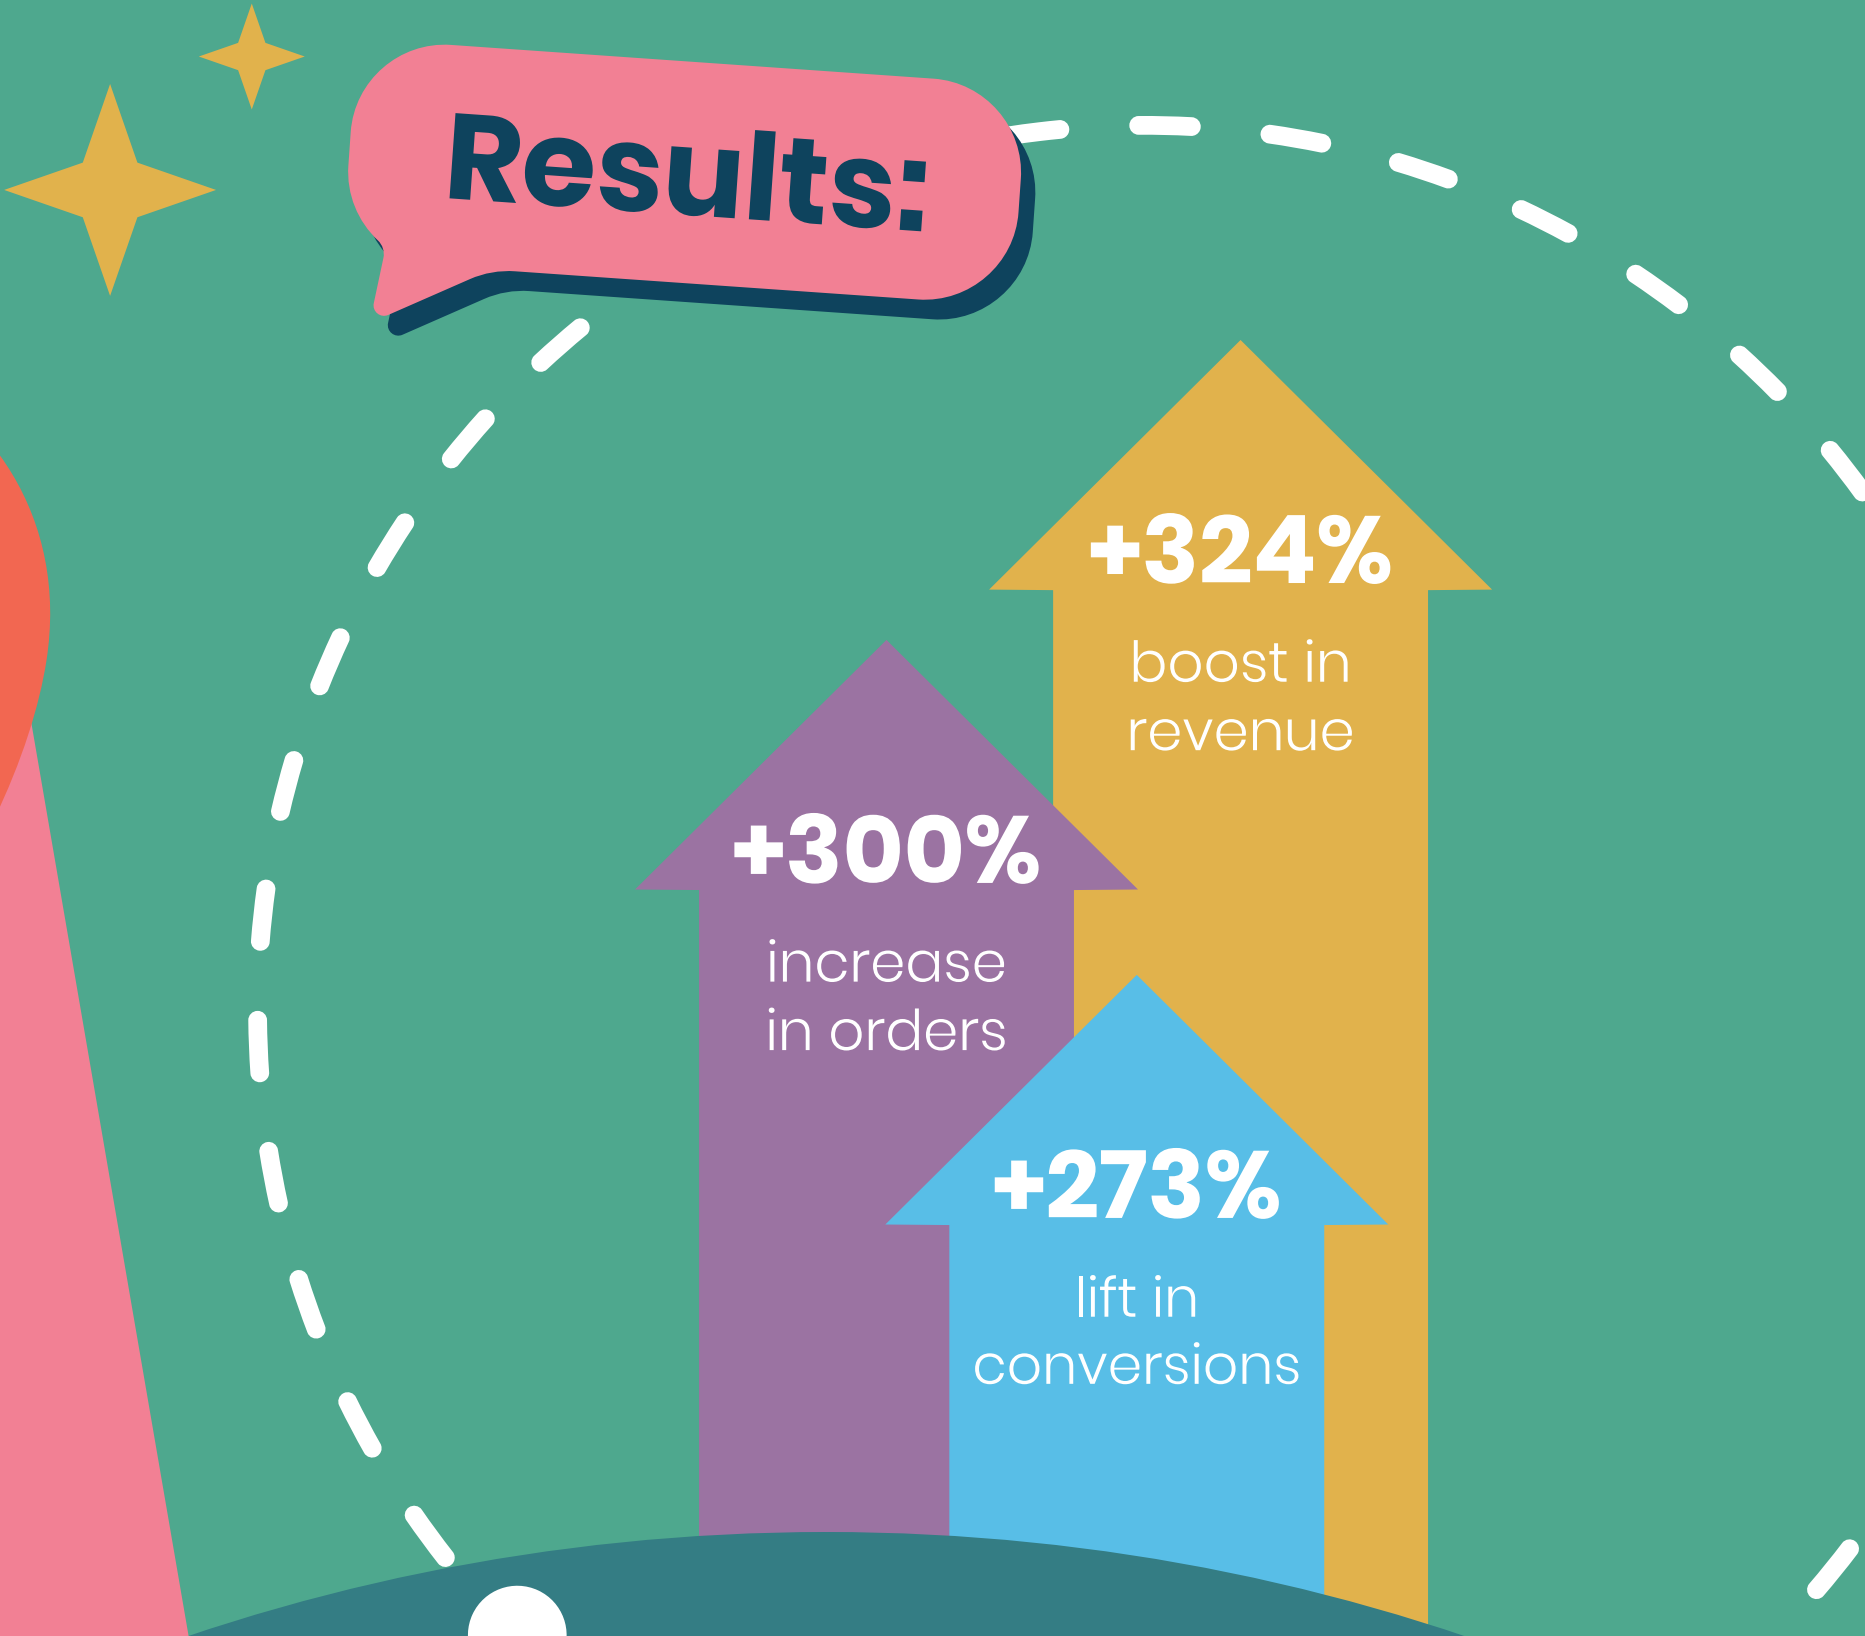 Results:
+324%
boost in
revenue
+300%
increase
in orders
+273%
lift in
conversions